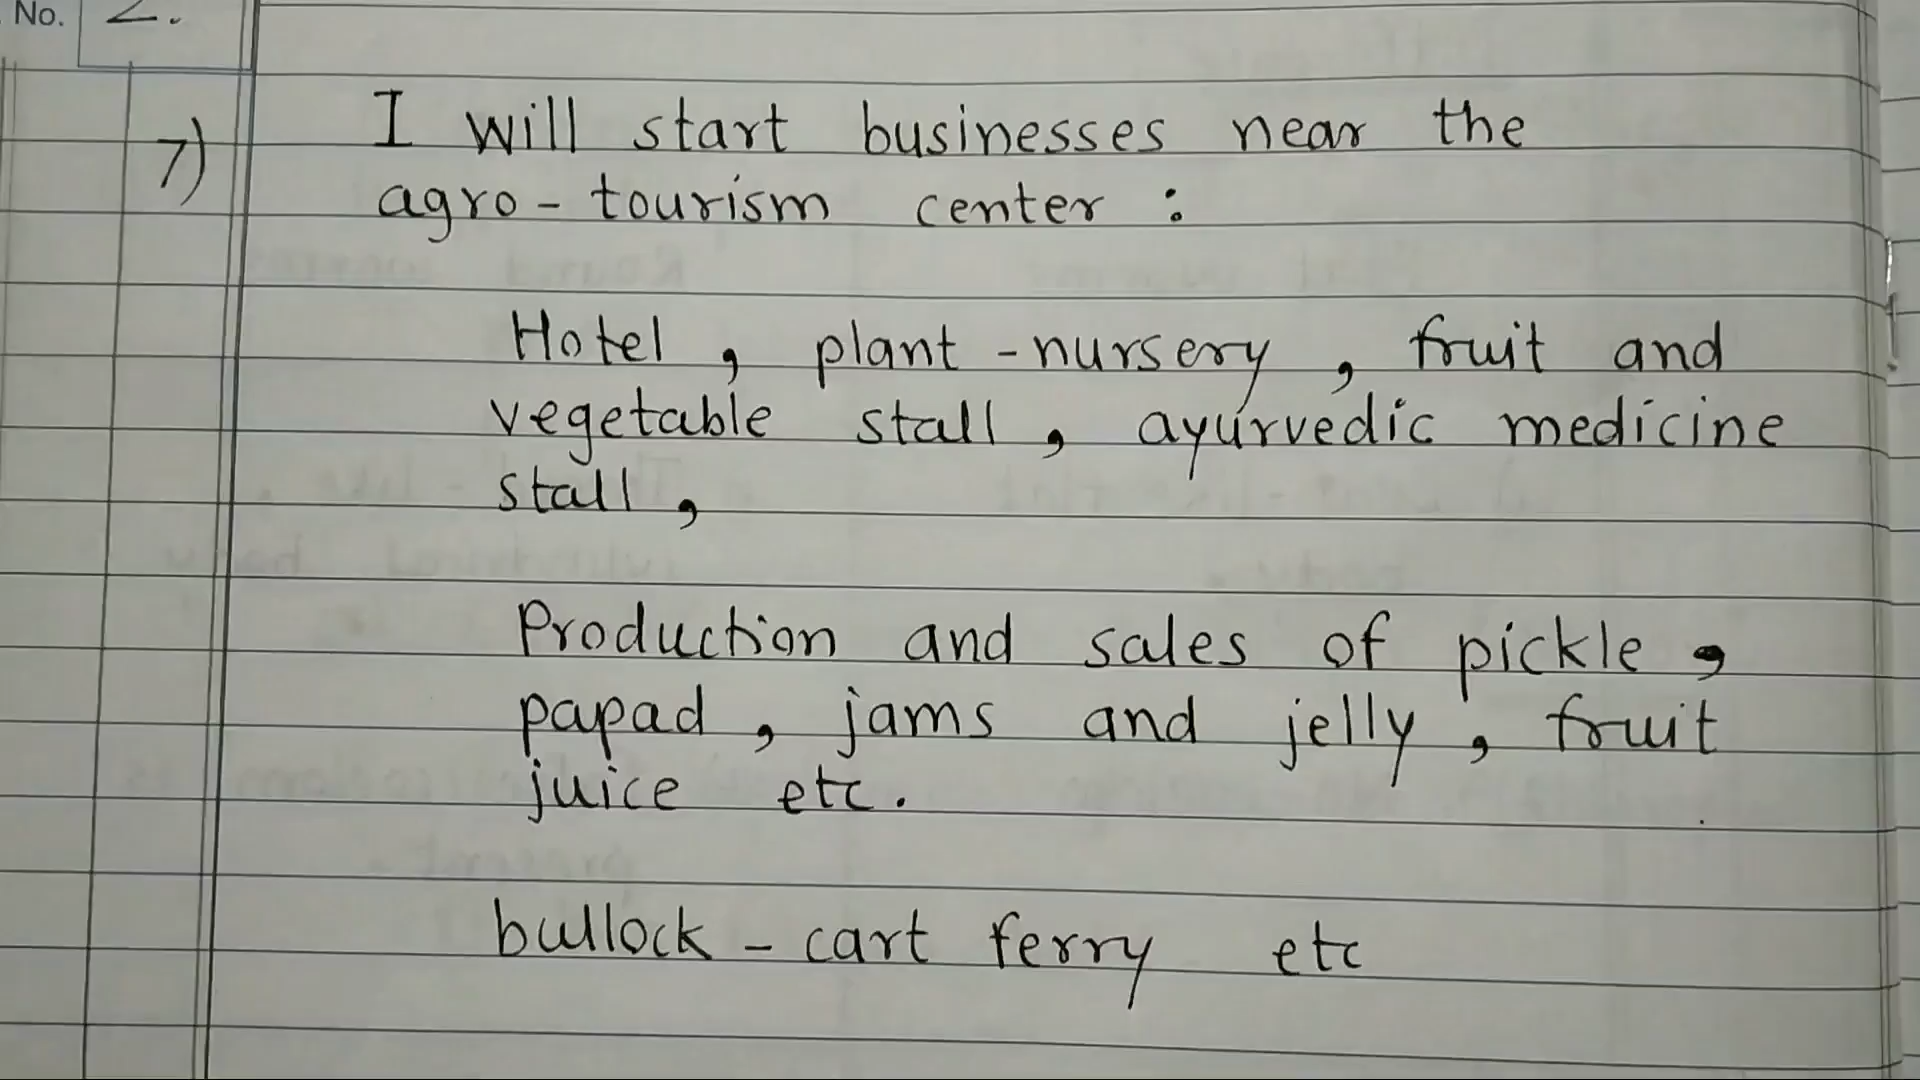 No. 2.
7) I will start businesses near the
agro - tourism center :
Hotel , plant - nursery , fruit and
vegetable stall , ayurvedic medicine
stall ,
Production and sales of pickle ,
papad , jams and jelly , fruit
juice etc.
bullock - cart ferry etc